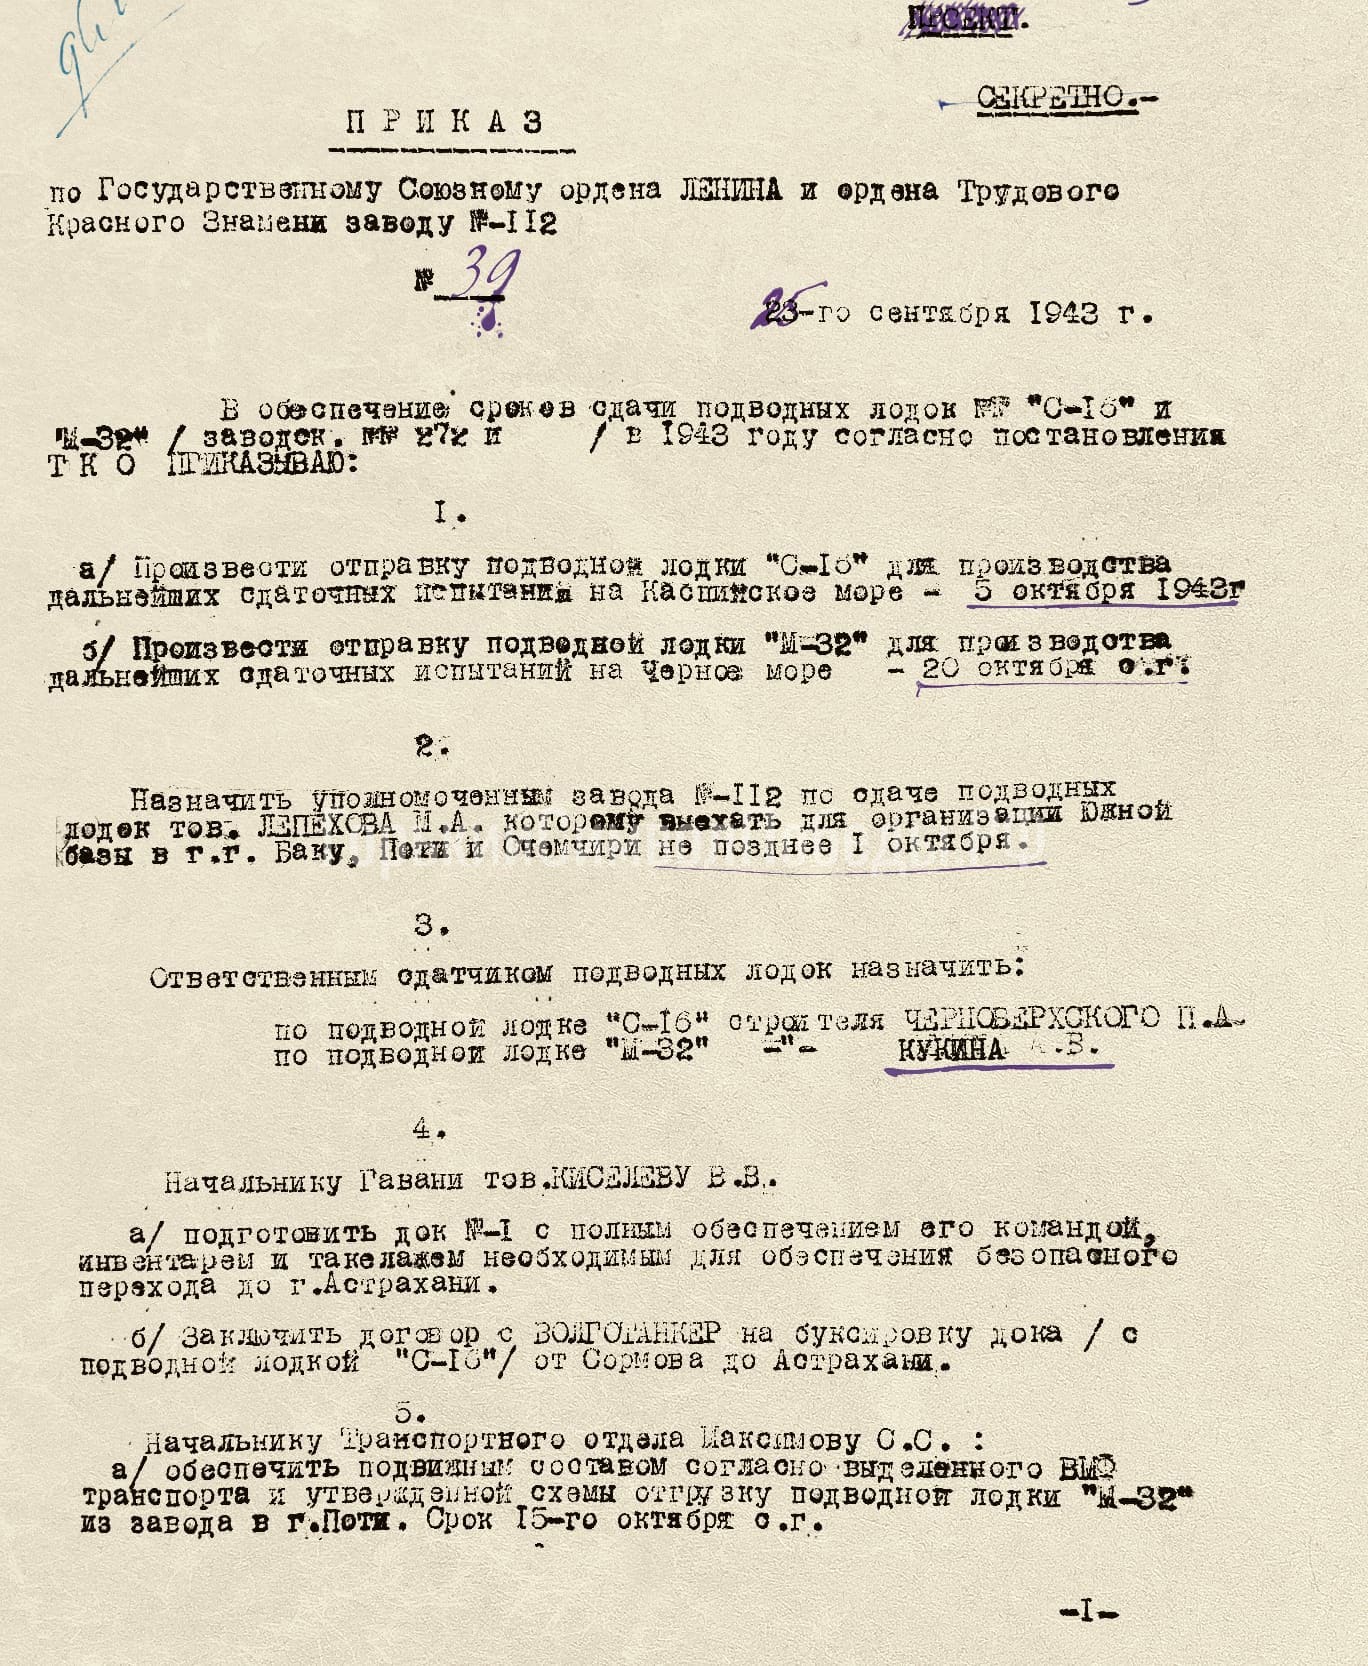 ПРОЕКТ.
СЕКРЕТНО.-
П Р И К А З
по Государственному Союзному ордена ЛЕНИНА и ордена Трудового
Красного Знамени заводу №-112
№ 39
25-го сентября 1943 г.
В обеспечение сроков сдачи подводных лодок №№ "С-16" и
"М-32" / заводск. №№ 272 и / в 1943 году согласно постановления
Т К О ПРИКАЗЫВАЮ:
I.
а/ Произвести отправку подводной лодки "С-16" для производства
дальнейших сдаточных испытаний на Каспийское море - 5 октября 1943г
б/ Произвести отправку подводной лодки "М-32" для производства
дальнейших сдаточных испытаний на Черное море - 20 октября с.г.
2.
Назначить уполномоченным завода №-112 по сдаче подводных
лодок тов. ЛЕПЕХОВА М.А. которому выехать для организации Южной
базы в г.г. Баку, Поти и Очемчири не позднее I октября.
3.
Ответственным сдатчиком подводных лодок назначить:
по подводной лодке "С-16" строителя ЧЕРНОВЕРХСКОГО П.А.
по подводной лодке "М-32" -"- КУКИНА А.В.
4.
Начальнику Гавани тов.КИСЕЛЕВУ В.В.
а/ подготовить док №-I с полным обеспечением его командой,
инвентарем и такелажем необходимым для обеспечения безопасного
перехода до г.Астрахани.
б/ Заключить договор с ВОЛГОТАНКЕР на буксировку дока / с
подводной лодкой "С-16"/ от Сормова до Астрахани.
5.
Начальнику Транспортного отдела Максимову С.С. :
а/ обеспечить подвижным составом согласно выделенного ВМФ
транспорта и утвержденной схемы отгрузку подводной лодки "М-32"
из завода в г.Поти. Срок 15-го октября с.г.
-I-